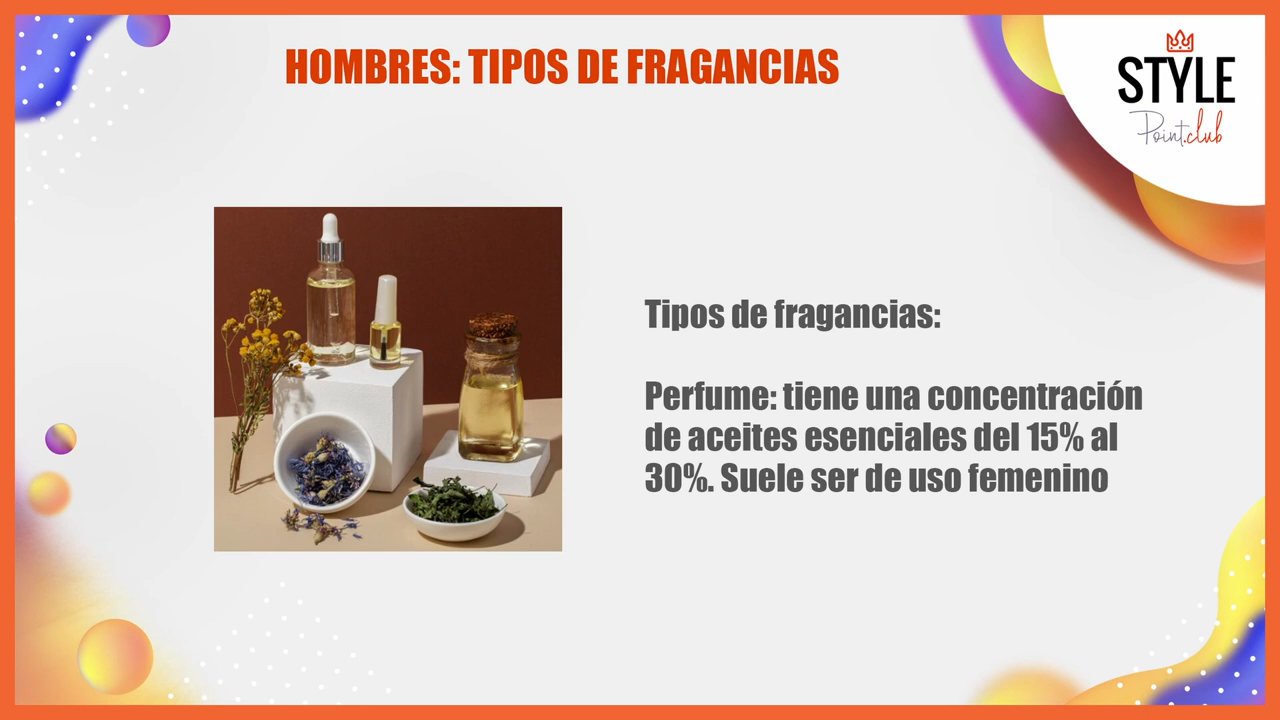 HOMBRES: TIPOS DE FRAGANCIAS
STYLE
Point.club
Tipos de fragancias:
Perfume: tiene una concentración
de aceites esenciales del 15% al
30%. Suele ser de uso femenino